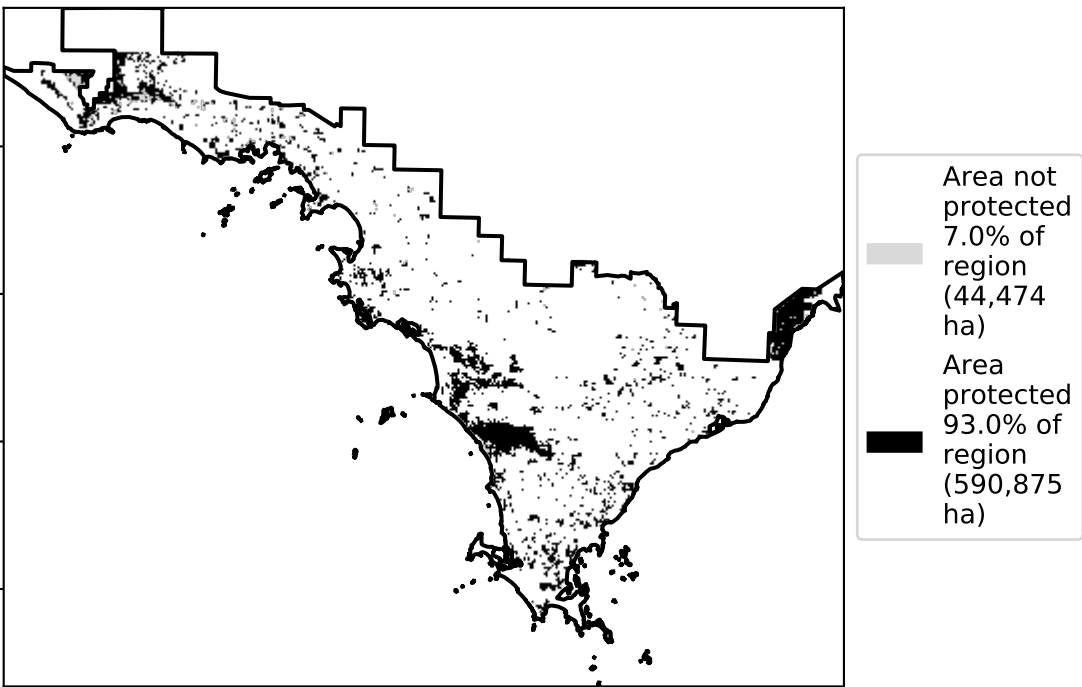 Area not
protected
7.0% of
region
(44,474
ha)
Area
protected
93.0% of
region
(590,875
ha)